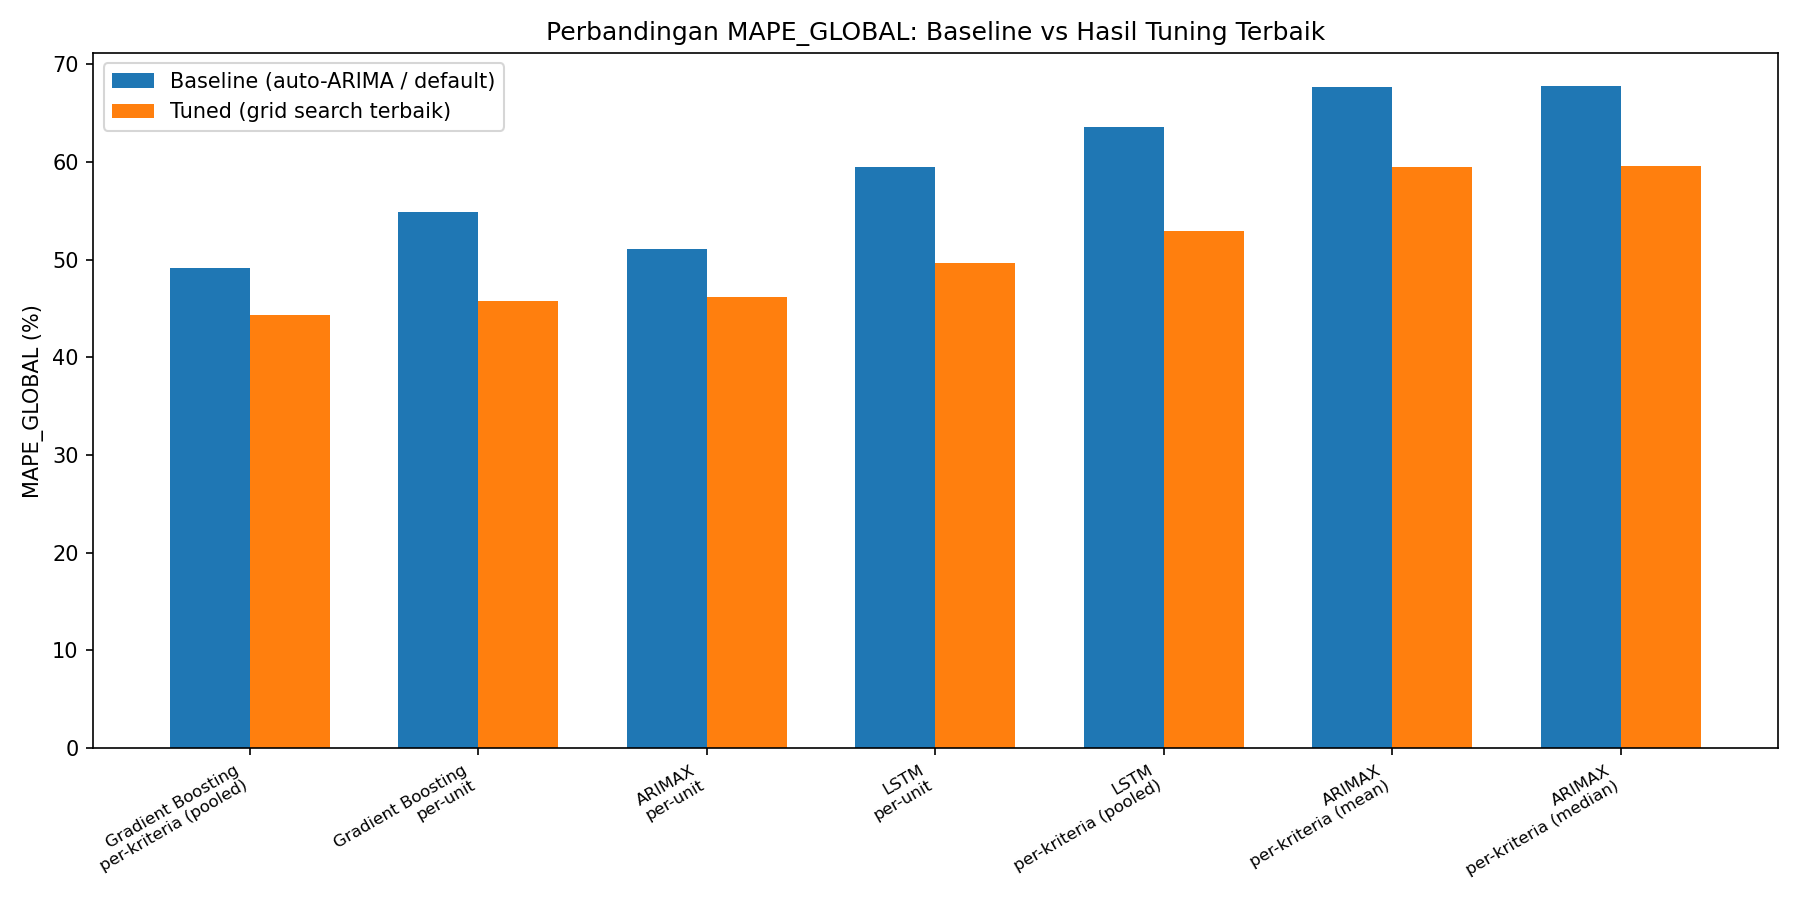 Perbandingan MAPE_GLOBAL: Baseline vs Hasil Tuning Terbaik
Baseline (auto-ARIMA / default)
Tuned (grid search terbaik)
MAPE_GLOBAL (%)
70
60
50
40
30
20
10
0
Gradient Boosting
per-kriteria (pooled)
Gradient Boosting
per-unit
ARIMAX
per-unit
LSTM
per-unit
LSTM
per-kriteria (pooled)
ARIMAX
per-kriteria (mean)
ARIMAX
per-kriteria (median)